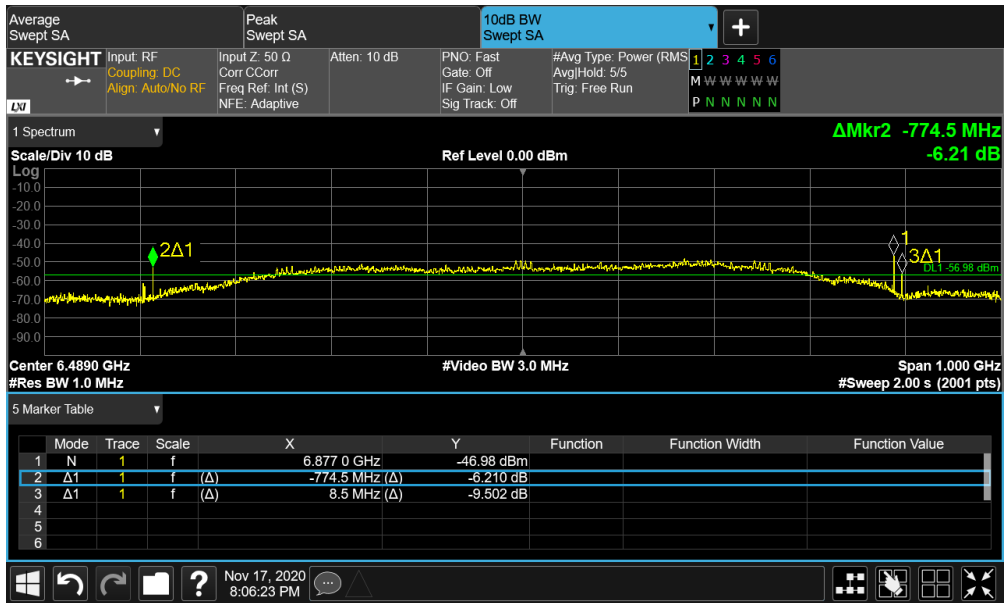 Average
Swept SA
Peak
Swept SA
10dB BW
Swept SA
▼
+
KEYSIGHT
LXI
Input: RF
Coupling: DC
Align: Auto/No RF
Input Z: 50 Ω
Corr CCorr
Freq Ref: Int (S)
NFE: Adaptive
Atten: 10 dB
PNO: Fast
Gate: Off
IF Gain: Low
Sig Track: Off
#Avg Type: Power (RMS
Avg|Hold: 5/5
Trig: Free Run
1 2 3 4 5 6
M W W W W W
P N N N N N
1 Spectrum ▼
ΔMkr2 -774.5 MHz
-6.21 dB
Scale/Div 10 dB
Ref Level 0.00 dBm
Log
-10.0
-20.0
-30.0
-40.0
-50.0
-60.0
-70.0
-80.0
-90.0
2Δ1
1
3Δ1
DL1 -56.98 dBm
Center 6.4890 GHz
#Video BW 3.0 MHz
Span 1.000 GHz
#Res BW 1.0 MHz
#Sweep 2.00 s (2001 pts)
5 Marker Table ▼
Mode Trace Scale X Y Function Function Width Function Value
1 N 1 f 6.877 0 GHz -46.98 dBm
2 Δ1 1 f (Δ) -774.5 MHz (Δ) -6.210 dB
3 Δ1 1 f (Δ) 8.5 MHz (Δ) -9.502 dB
4
5
6
?
Nov 17, 2020
8:06:23 PM